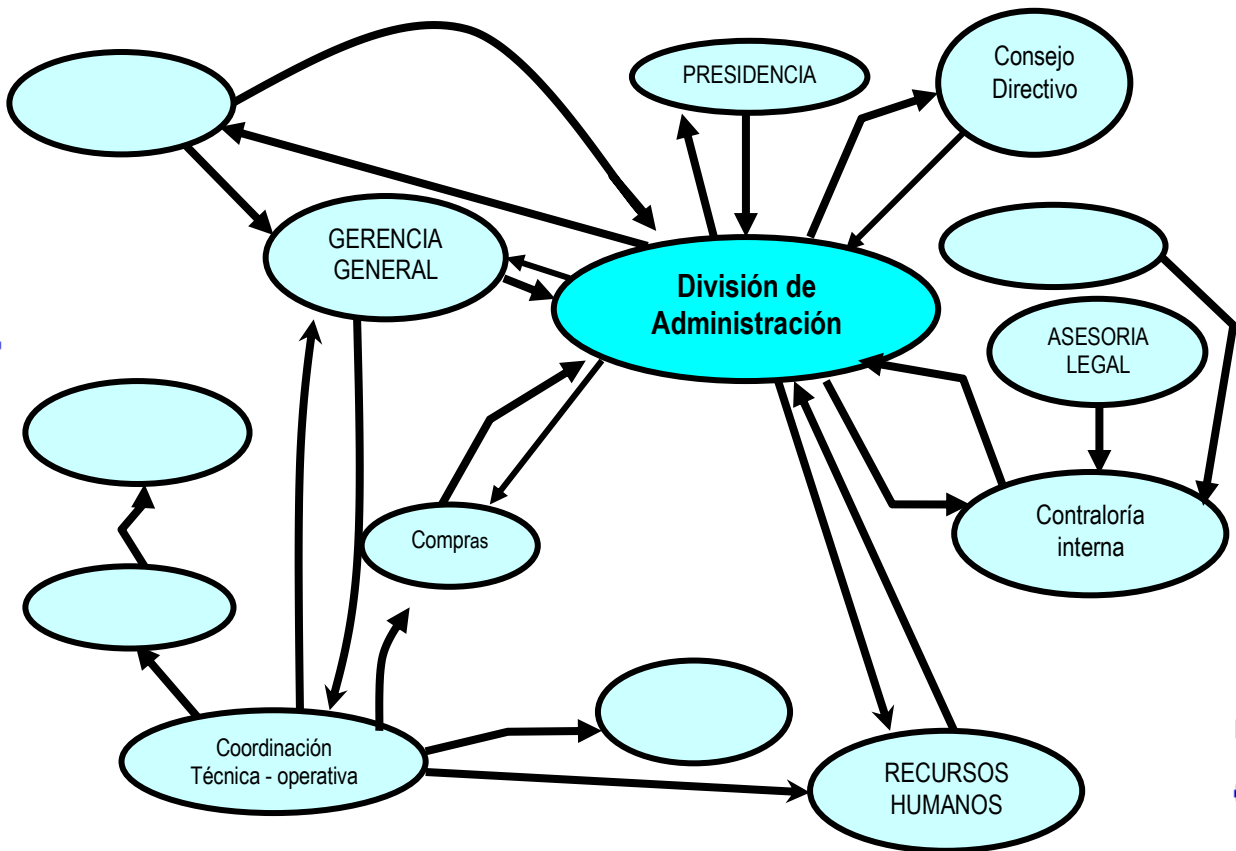 PRESIDENCIA
Consejo
Directivo
GERENCIA
GENERAL
División de
Administración
ASESORIA
LEGAL
Compras
Contraloría
interna
Coordinación
Técnica - operativa
RECURSOS
HUMANOS